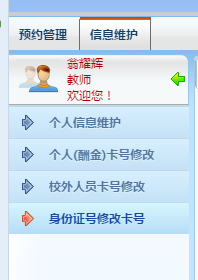 预约管理 信息维护
翁耀辉
教师
欢迎您！
个人信息维护
个人(酬金)卡号修改
校外人员卡号修改
身份证号修改卡号